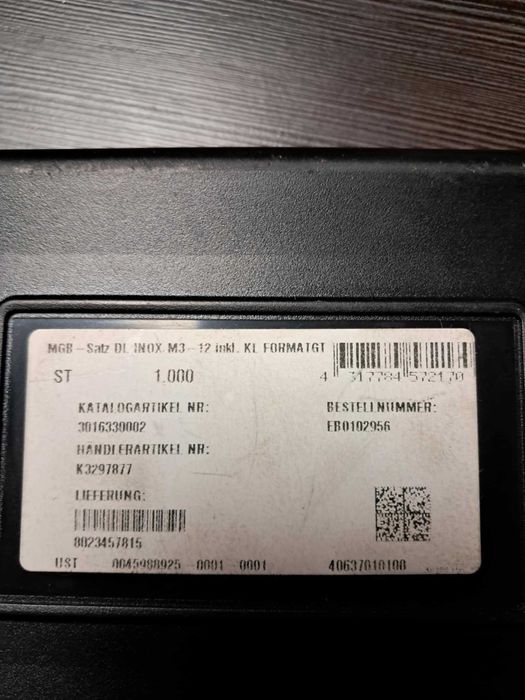 MGB-Satz DL INOX M3-12 inkl. KL FORMATGT
4 317784 572170
ST 1.000
KATALOGARTIKEL NR: BESTELLNUMMER:
3016330002 EB0102956
HANDLERARTIKEL NR:
K3297877
LIEFERUNG:
8023457815
UST 0045988925 0001 0001 40637010100